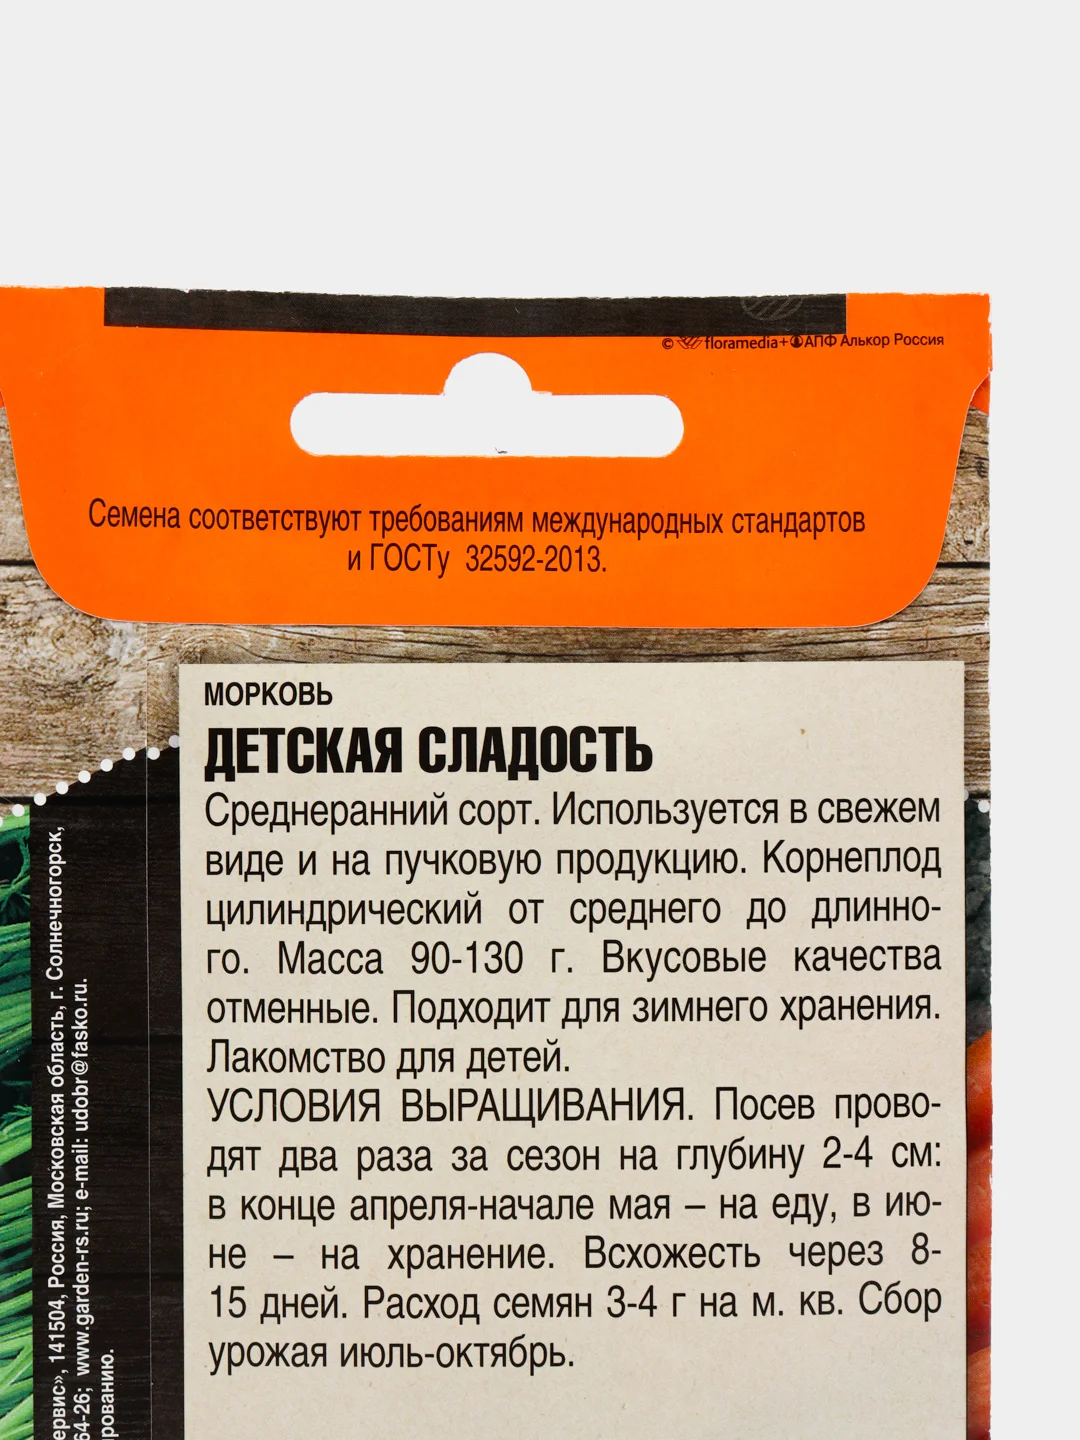 © floramedia+АПФ Алькор Россия
Семена соответствуют требованиям международных стандартов
и ГОСТу 32592-2013.
МОРКОВЬ
ДЕТСКАЯ СЛАДОСТЬ
Среднеранний сорт. Используется в свежем
виде и на пучковую продукцию. Корнеплод
цилиндрический от среднего до длинно-
го. Масса 90-130 г. Вкусовые качества
отменные. Подходит для зимнего хранения.
Лакомство для детей.
УСЛОВИЯ ВЫРАЩИВАНИЯ. Посев прово-
дят два раза за сезон на глубину 2-4 см:
в конце апреля-начале мая – на еду, в ию-
не – на хранение. Всхожесть через 8-
15 дней. Расход семян 3-4 г на м. кв. Сбор
урожая июль-октябрь.
ервис», 141504, Россия, Московская область, г. Солнечногорск,
64-26; www.garden-rs.ru; e-mail: udobr@fasko.ru.
рованию.